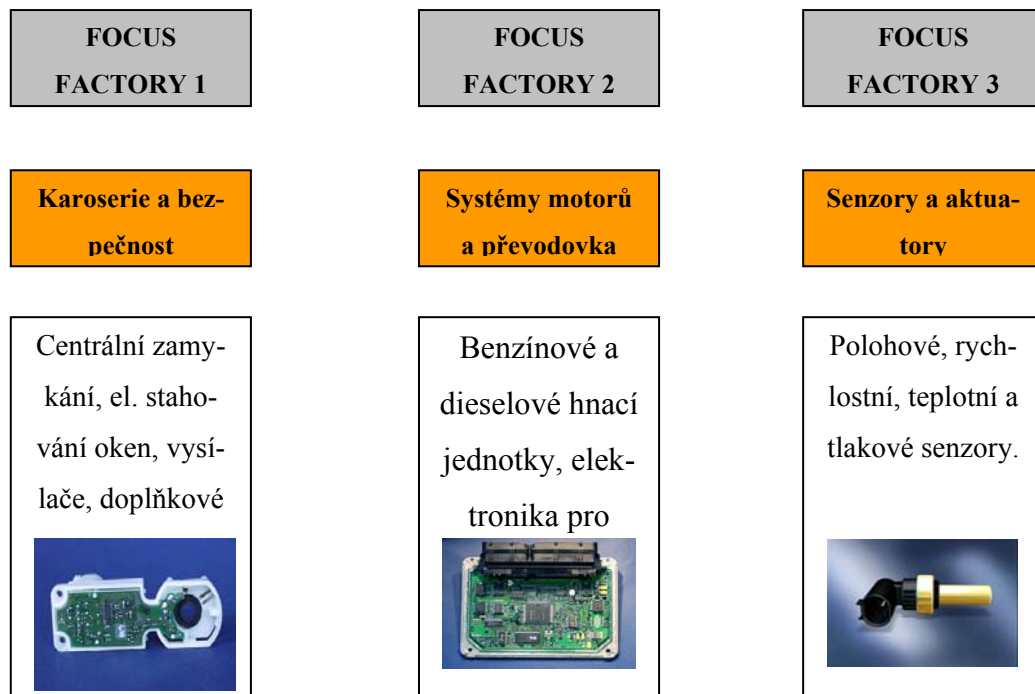 FOCUS
FACTORY 1
FOCUS
FACTORY 2
FOCUS
FACTORY 3
Karoserie a bez-
pečnost
Systémy motorů
a převodovka
Senzory a aktua-
tory
Centrální zamy-
kání, el. staho-
vání oken, vysí-
lače, doplňkové
Benzínové a
dieselové hnací
jednotky, elek-
tronika pro
Polohové, rych-
lostní, teplotní a
tlakové senzory.